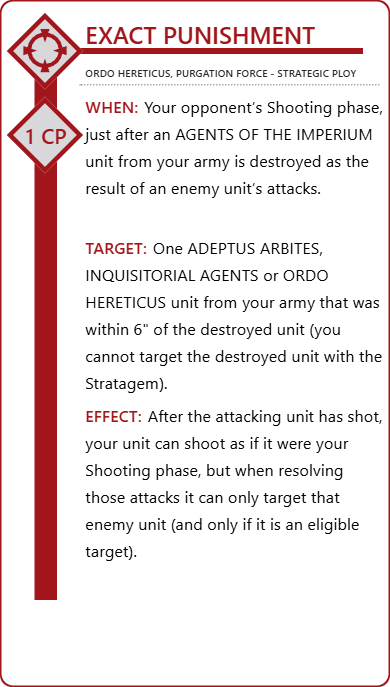 EXACT PUNISHMENT
ORDO HERETICUS, PURGATION FORCE - STRATEGIC PLOY
1 CP
WHEN: Your opponent’s Shooting phase,
just after an AGENTS OF THE IMPERIUM
unit from your army is destroyed as the
result of an enemy unit’s attacks.
TARGET: One ADEPTUS ARBITES,
INQUISITORIAL AGENTS or ORDO
HERETICUS unit from your army that was
within 6" of the destroyed unit (you
cannot target the destroyed unit with the
Stratagem).
EFFECT: After the attacking unit has shot,
your unit can shoot as if it were your
Shooting phase, but when resolving
those attacks it can only target that
enemy unit (and only if it is an eligible
target).